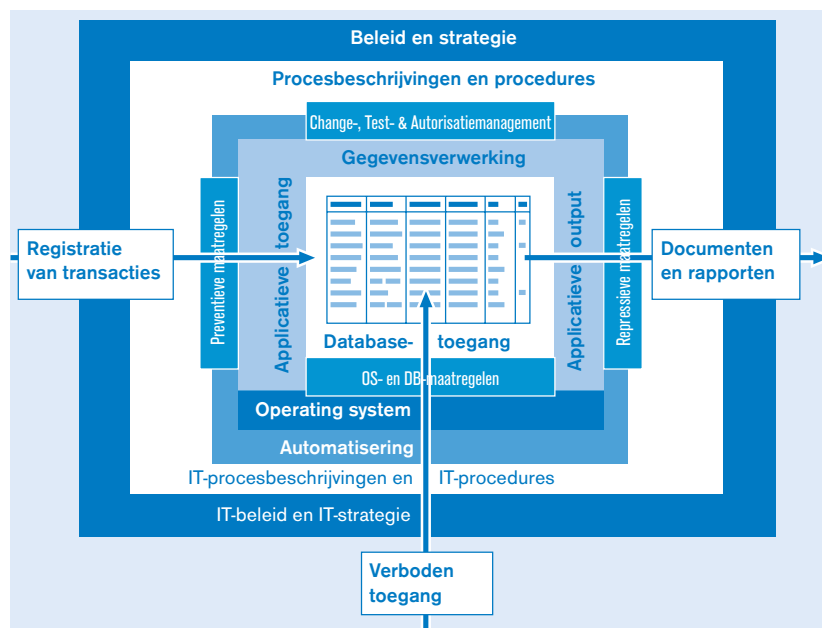 Beleid en strategie
Procesbeschrijvingen en procedures
Change-, Test- & Autorisatiemanagement
Gegevensverwerking
Registratie
van transacties
Preventieve maatregelen
Applicatieve toegang
Applicatieve output
Repressieve maatregelen
Documenten
en rapporten
Database- toegang
OS- en DB-maatregelen
Operating system
Automatisering
IT-procesbeschrijvingen en IT-procedures
IT-beleid en IT-strategie
Verboden
toegang